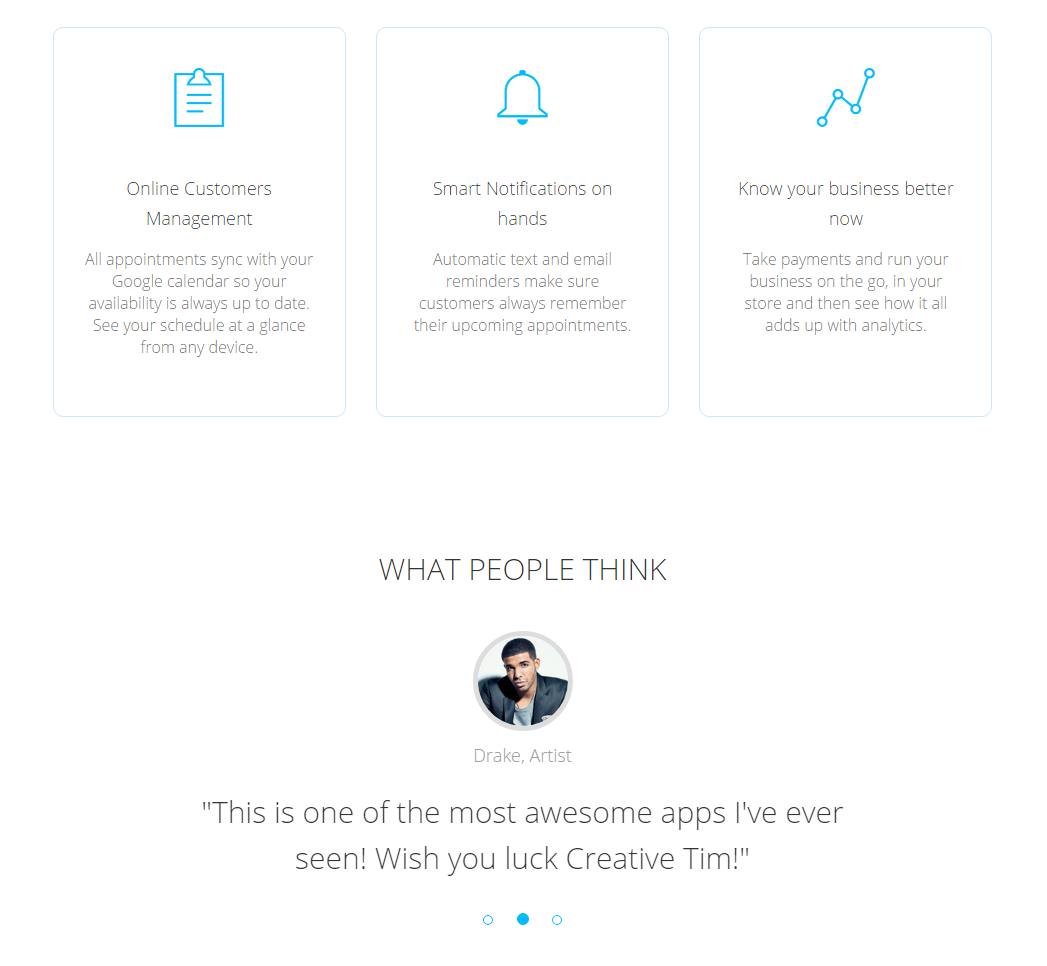 Online Customers
Management
All appointments sync with your
Google calendar so your
availability is always up to date.
See your schedule at a glance
from any device.
Smart Notifications on
hands
Automatic text and email
reminders make sure
customers always remember
their upcoming appointments.
Know your business better
now
Take payments and run your
business on the go, in your
store and then see how it all
adds up with analytics.
WHAT PEOPLE THINK
Drake, Artist
"This is one of the most awesome apps I've ever
seen! Wish you luck Creative Tim!"